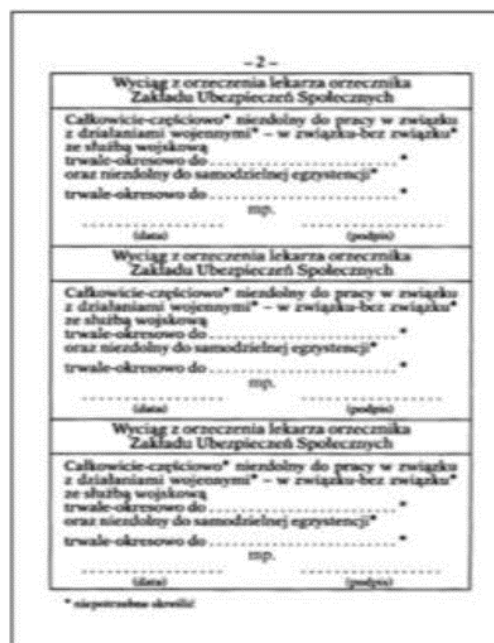 – 2 –
Wyciąg z orzeczenia lekarza orzecznika
Zakładu Ubezpieczeń Społecznych
Całkowicie-częściowo* niezdolny do pracy w związku
z działaniami wojennymi* – w związku-bez związku*
ze służbą wojskową
trwale-okresowo do ........................................ *
oraz niezdolny do samodzielnej egzystencji*
trwale-okresowo do ........................................ *
mp.
(data) (podpis)
Wyciąg z orzeczenia lekarza orzecznika
Zakładu Ubezpieczeń Społecznych
Całkowicie-częściowo* niezdolny do pracy w związku
z działaniami wojennymi* – w związku-bez związku*
ze służbą wojskową
trwale-okresowo do ........................................ *
oraz niezdolny do samodzielnej egzystencji*
trwale-okresowo do ........................................ *
mp.
(data) (podpis)
Wyciąg z orzeczenia lekarza orzecznika
Zakładu Ubezpieczeń Społecznych
Całkowicie-częściowo* niezdolny do pracy w związku
z działaniami wojennymi* – w związku-bez związku*
ze służbą wojskową
trwale-okresowo do ........................................ *
oraz niezdolny do samodzielnej egzystencji*
trwale-okresowo do ........................................ *
mp.
(data) (podpis)
* niepotrzebne skreślić